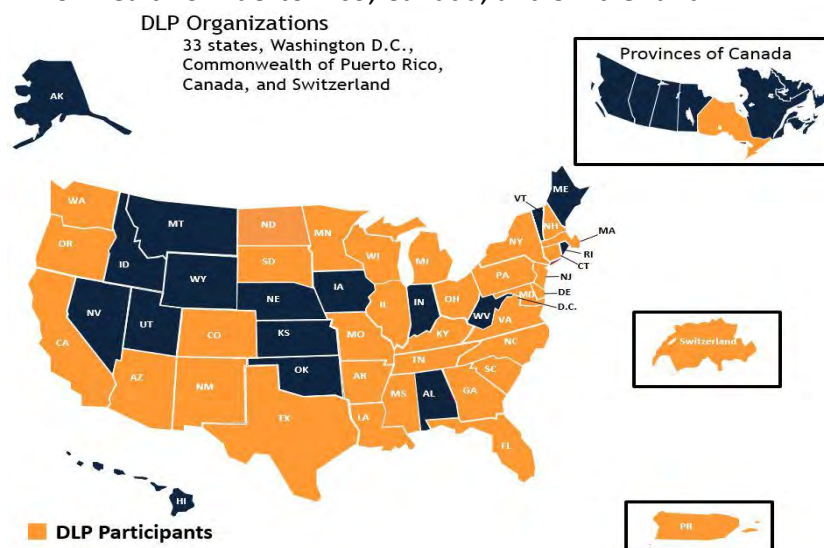 DLP Organizations
33 states, Washington D.C.,
Commonwealth of Puerto Rico,
Canada, and Switzerland
Provinces of Canada
AK
WA
MT
ND
MN
VT
ME
NH
MA
OR
ID
SD
WI
MI
NY
RI
CT
WY
IA
PA
NJ
NV
NE
IL
IN
OH
MD
DE
D.C.
UT
CO
KS
MO
WV
VA
KY
CA
NC
Switzerland
TN
AZ
NM
OK
AR
SC
MS
AL
GA
TX
LA
FL
HI
PR
DLP Participants